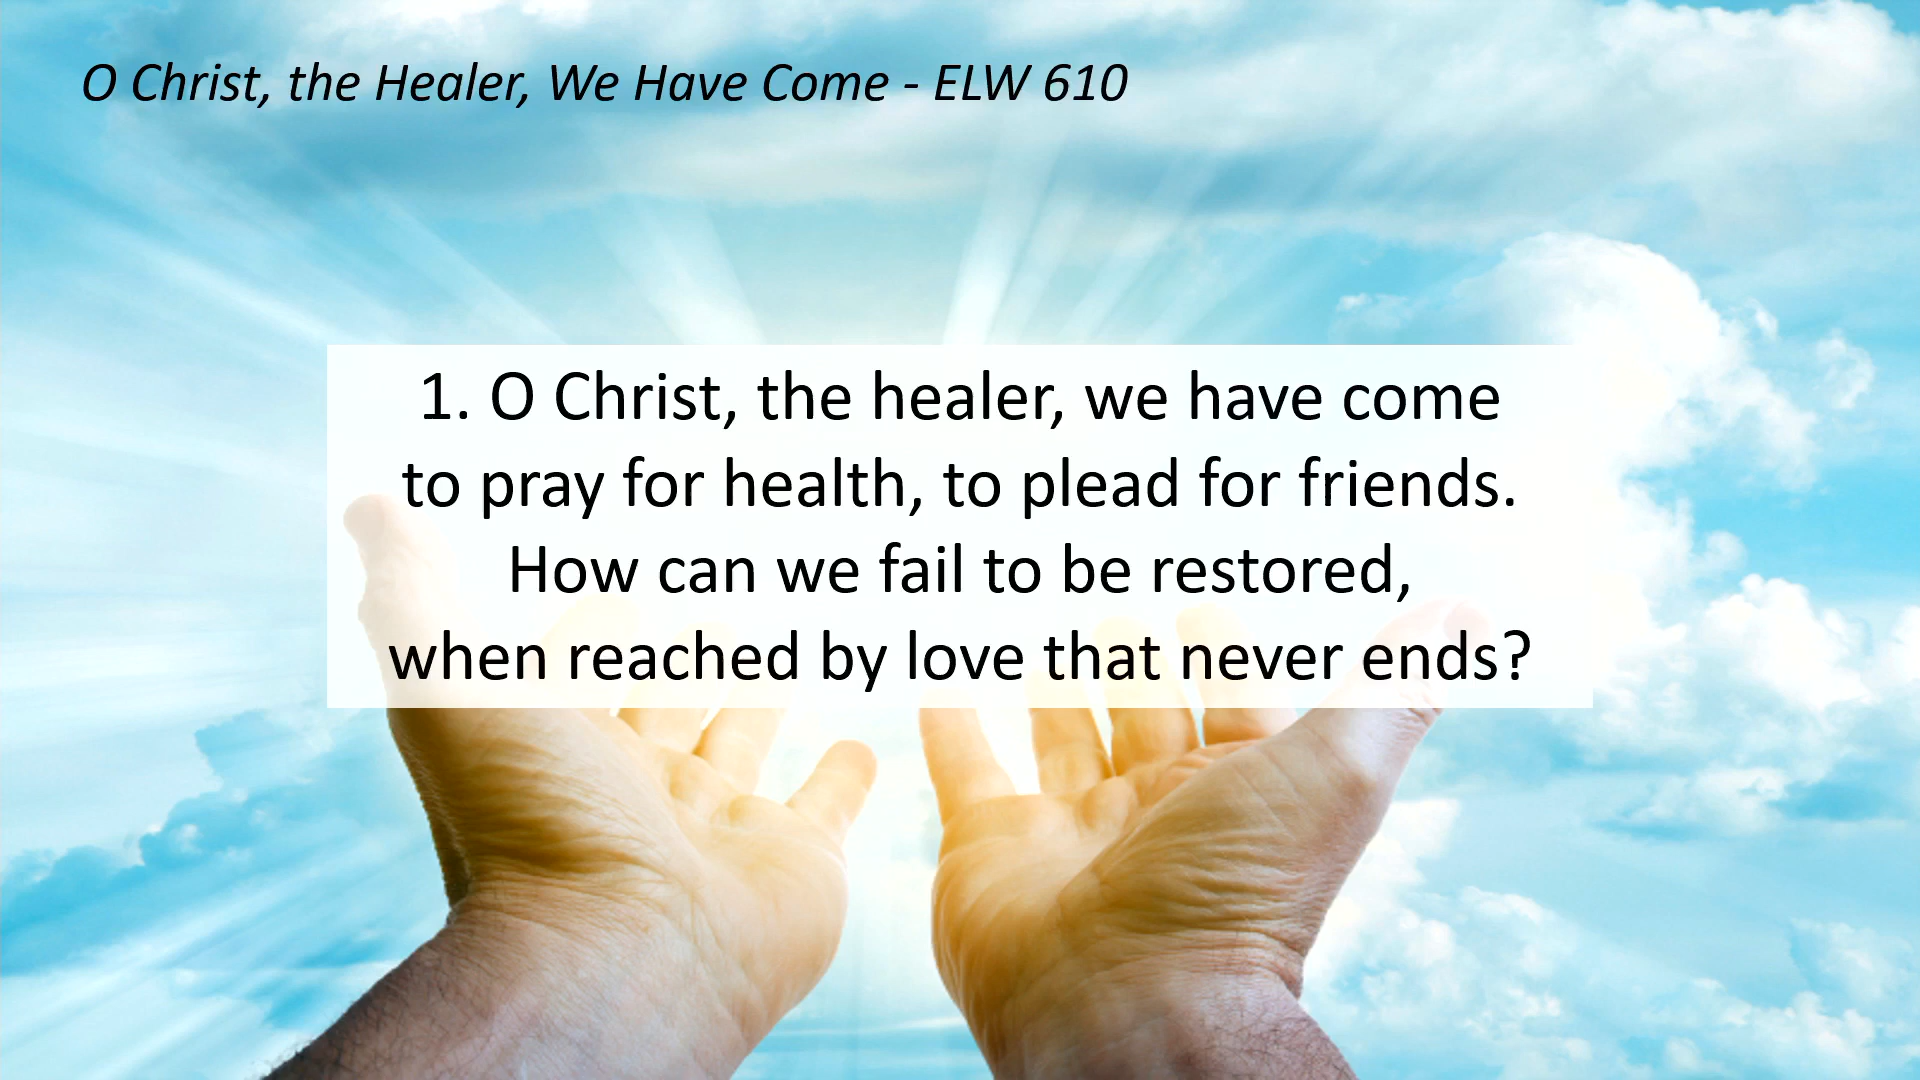 O Christ, the Healer, We Have Come - ELW 610
1. O Christ, the healer, we have come
to pray for health, to plead for friends.
How can we fail to be restored,
when reached by love that never ends?